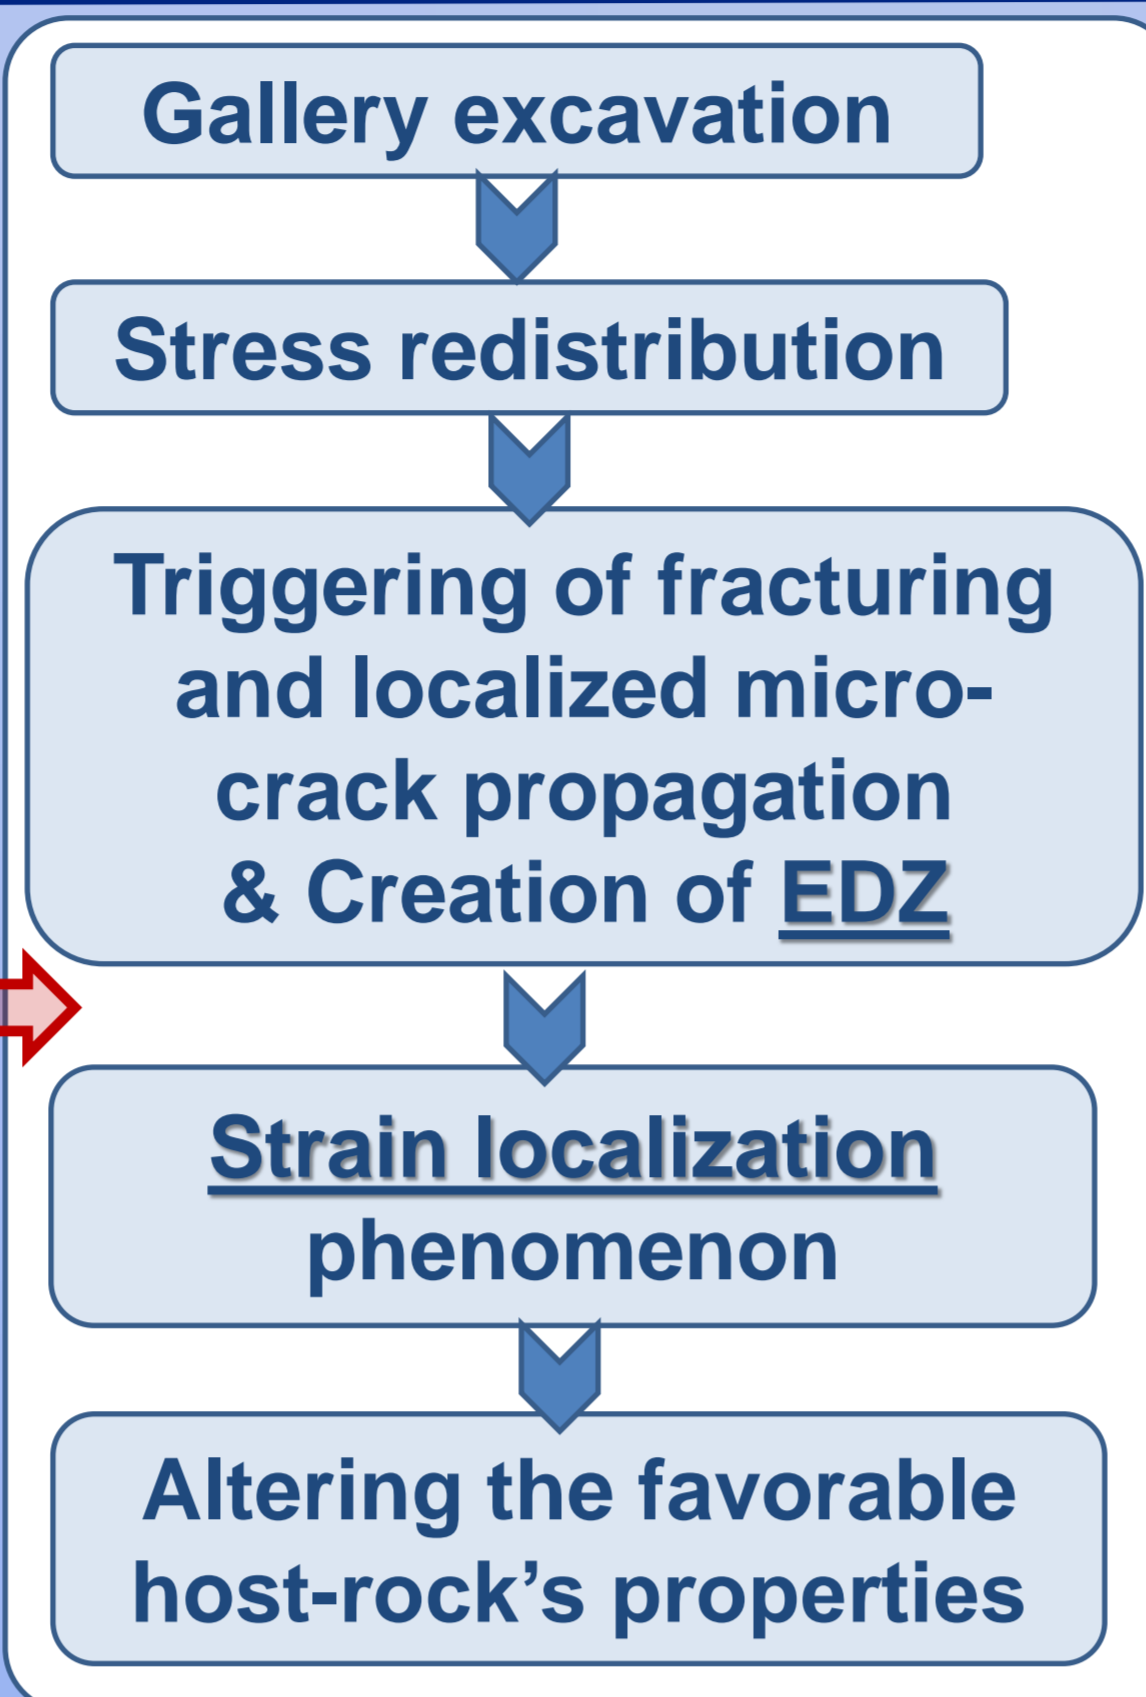 Gallery excavation
Stress redistribution
Triggering of fracturing
and localized micro-
crack propagation
& Creation of EDZ
Strain localization
phenomenon
Altering the favorable
host-rock’s properties